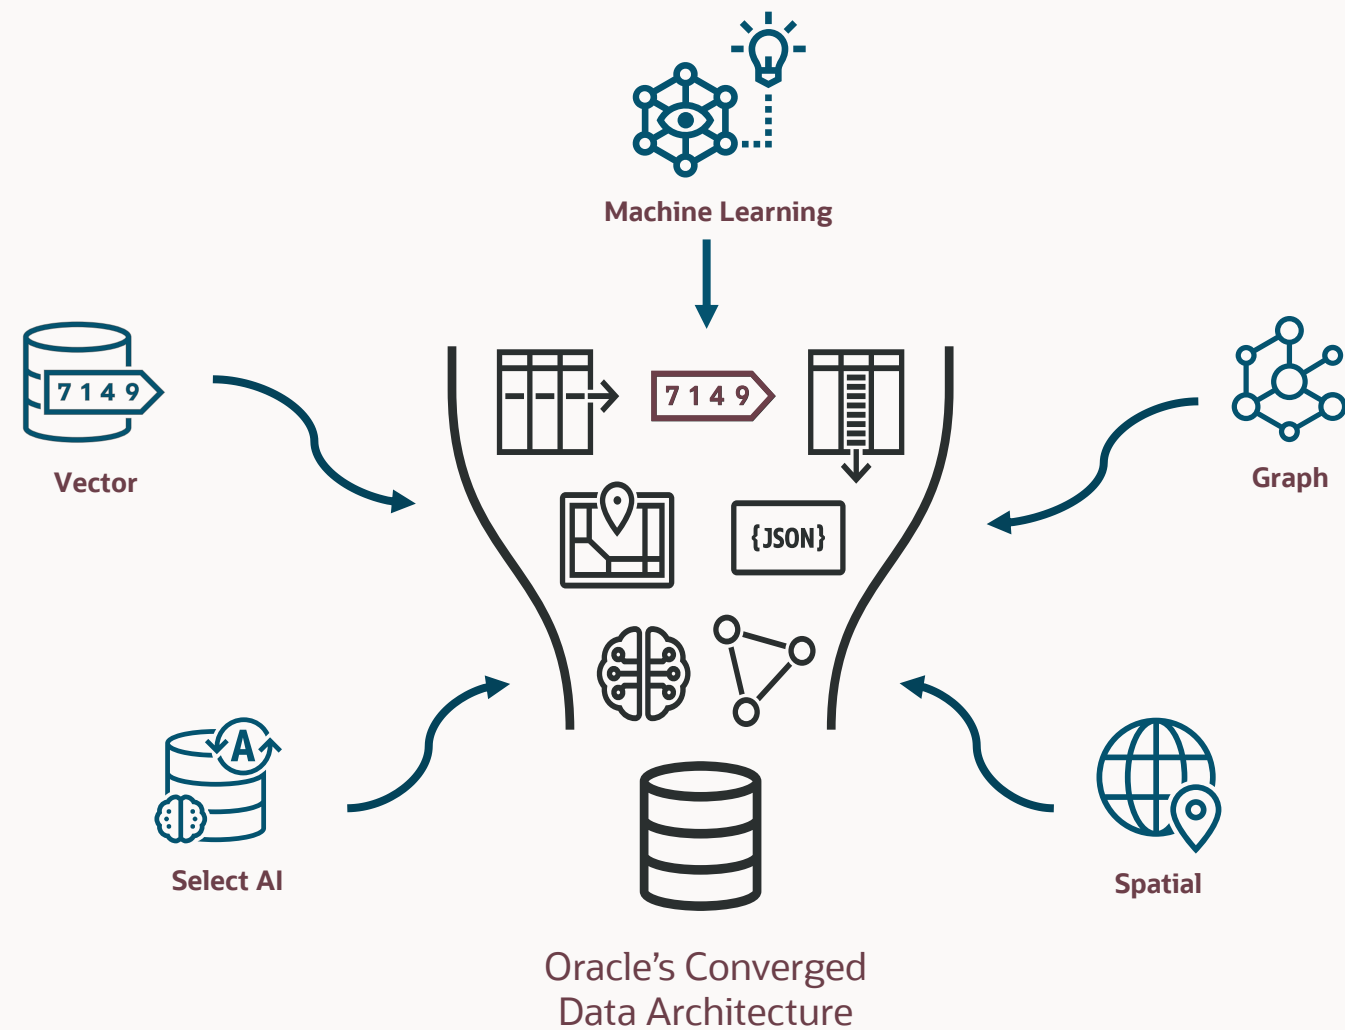 Machine Learning
7 1 4 9
Vector
7 1 4 9
{JSON}
Graph
A
Select AI
Spatial
Oracle's Converged
Data Architecture